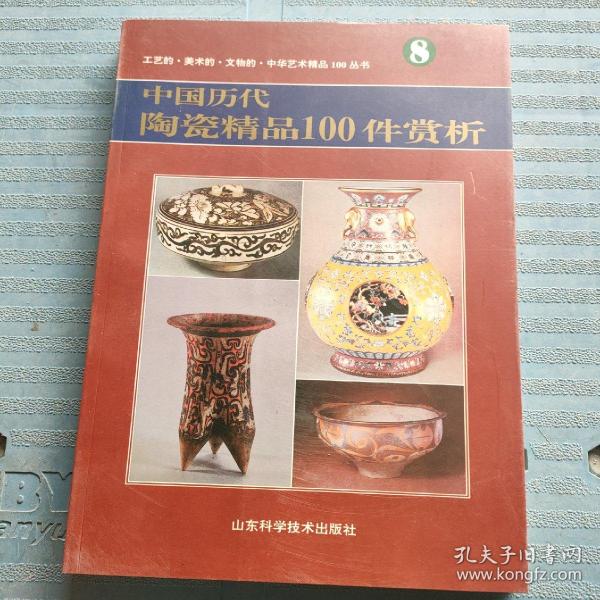 工艺的·美术的·文物的·中华艺术精品100丛书
8
中国历代
陶瓷精品100件赏析
山东科学技术出版社
孔夫子旧书网
www.kongfz.com